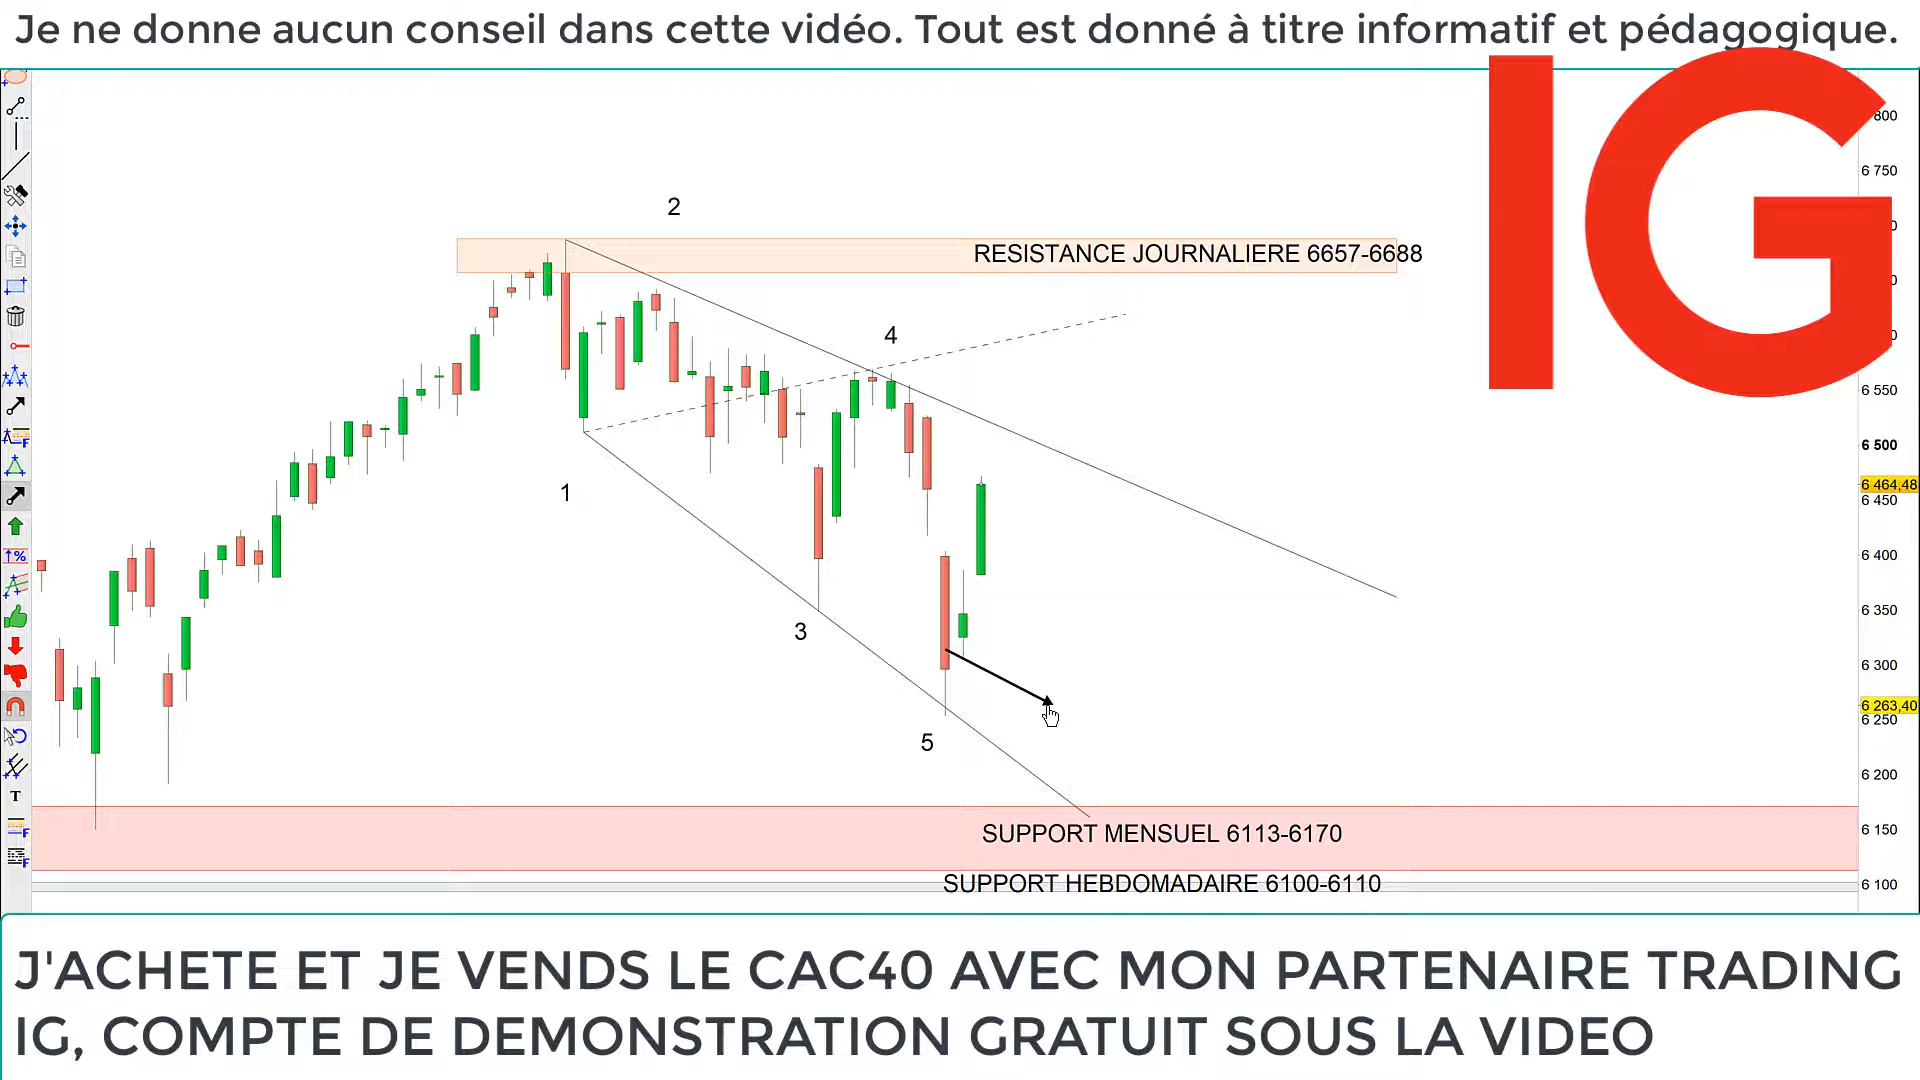 Je ne donne aucun conseil dans cette vidéo. Tout est donné à titre informatif et pédagogique.
IG
800
6 750
2
RESISTANCE JOURNALIERE 6657-6688
4
6 550
6 500
1
6 464,48
6 450
6 400
6 350
3
6 300
6 263,40
6 250
5
6 200
SUPPORT MENSUEL 6113-6170
6 150
SUPPORT HEBDOMADAIRE 6100-6110
6 100
J'ACHETE ET JE VENDS LE CAC40 AVEC MON PARTENAIRE TRADING
IG, COMPTE DE DEMONSTRATION GRATUIT SOUS LA VIDEO